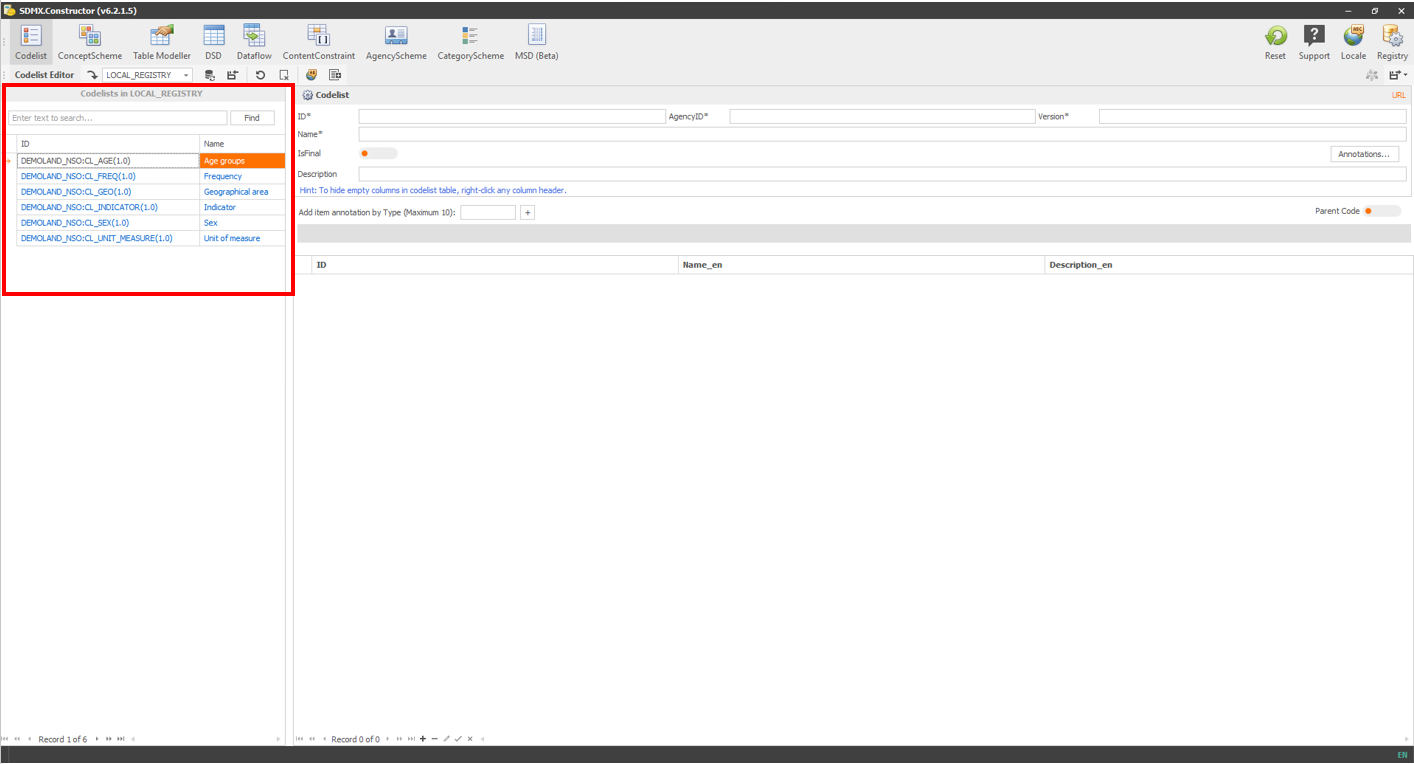 SDMX.Constructor (v6.2.1.5)
Codelist ConceptScheme Table Modeller DSD Dataflow ContentConstraint AgencyScheme CategoryScheme MSD (Beta) Reset Support Locale Registry
Codelist Editor LOCAL_REGISTRY
Codelists in LOCAL_REGISTRY
Enter text to search... Find
ID Name
DEMOLAND_NSO:CL_AGE(1.0) Age groups
DEMOLAND_NSO:CL_FREQ(1.0) Frequency
DEMOLAND_NSO:CL_GEO(1.0) Geographical area
DEMOLAND_NSO:CL_INDICATOR(1.0) Indicator
DEMOLAND_NSO:CL_SEX(1.0) Sex
DEMOLAND_NSO:CL_UNIT_MEASURE(1.0) Unit of measure
Record 1 of 6
Codelist URL
ID* AgencyID* Version*
Name*
IsFinal Annotations...
Description
Hint: To hide empty columns in codelist table, right-click any column header.
Add item annotation by Type (Maximum 10): + Parent Code
ID Name_en Description_en
Record 0 of 0
EN